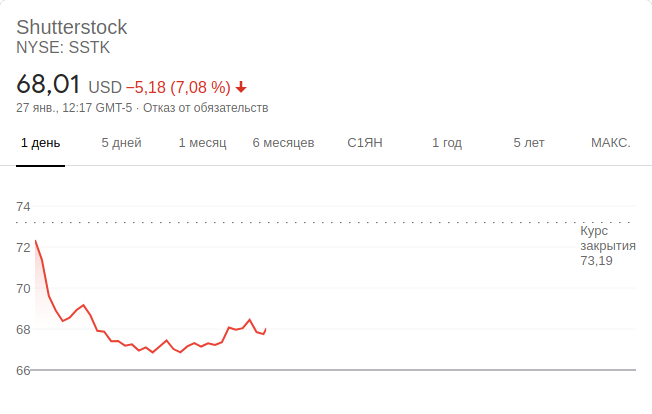 Shutterstock
NYSE: SSTK
68,01 USD −5,18 (7,08 %)
27 янв., 12:17 GMT-5 · Отказ от обязательств
1 день 5 дней 1 месяц 6 месяцев С1ЯН 1 год 5 лет МАКС.
74
Курс
закрытия
73,19
72
70
68
66